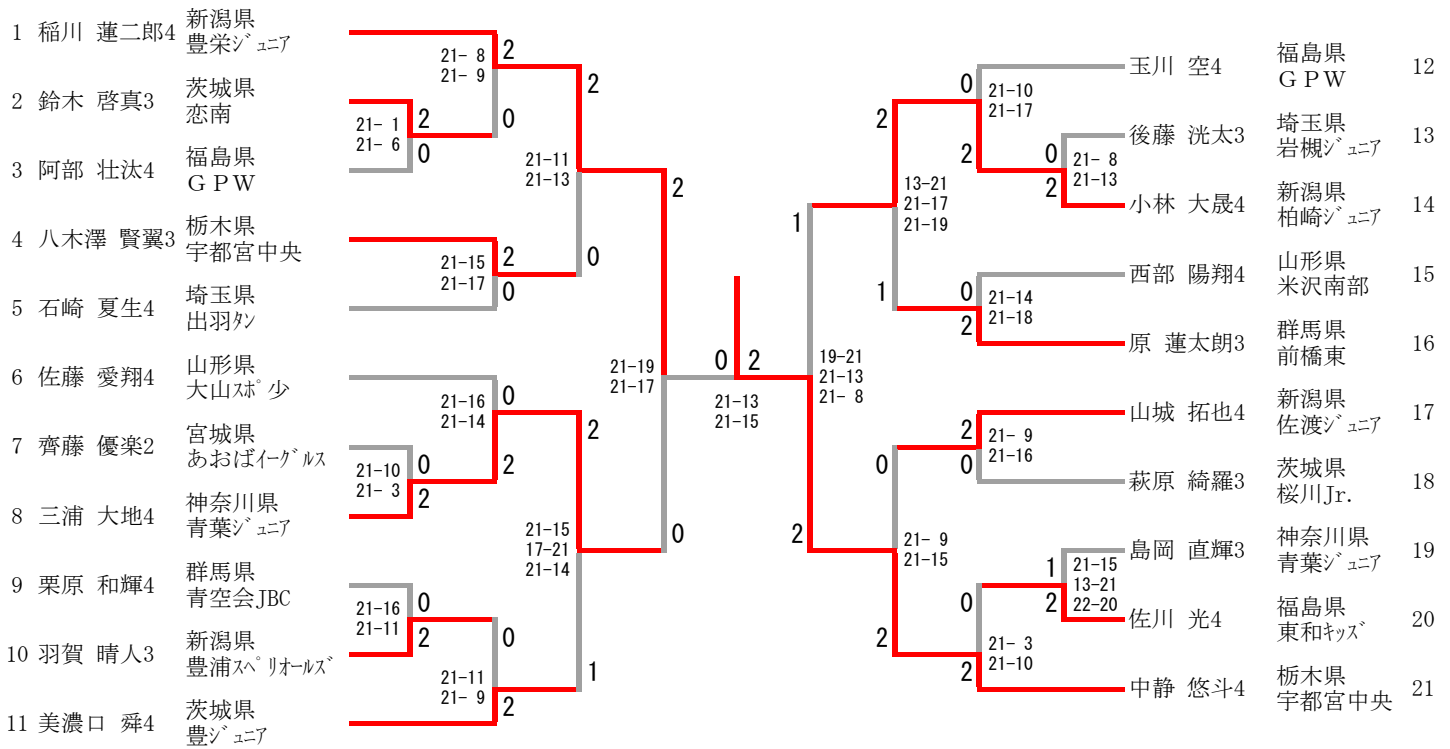 1 稲川 蓮二郎4 新潟県
豊栄ジュニア
2 鈴木 啓真3 茨城県
恋南
3 阿部 壮汰4 福島県
ＧＰＷ
4 八木澤 賢翼3 栃木県
宇都宮中央
5 石崎 夏生4 埼玉県
出羽タン
6 佐藤 愛翔4 山形県
大山スポ少
7 齊藤 優楽2 宮城県
あおばイーグルス
8 三浦 大地4 神奈川県
青葉ジュニア
9 栗原 和輝4 群馬県
青空会JBC
10 羽賀 晴人3 新潟県
豊浦スペリオールズ
11 美濃口 舜4 茨城県
豊ジュニア
21- 1
21- 6
2
0
21-10
21- 3
0
2
21-16
21-11
0
2
21- 8
21- 9
2
0
21-15
21-17
2
0
21-16
21-14
0
2
21-11
21- 9
0
2
21-11
21-13
2
0
21-15
17-21
21-14
2
1
21-19
21-17
2
0
0 2
21-13
21-15
19-21
21-13
21- 8
1
2
13-21
21-17
21-19
2
1
21- 9
21-15
0
2
21-10
21-17
0
2
21-14
21-18
0
2
21- 9
21-16
2
0
21- 3
21-10
0
2
21- 8
21-13
0
2
21-15
13-21
22-20
1
2
玉川 空4 福島県 12
ＧＰＷ
後藤 洸太3 埼玉県 13
岩槻ジュニア
小林 大晟4 新潟県 14
柏崎ジュニア
西部 陽翔4 山形県 15
米沢南部
原 蓮太朗3 群馬県 16
前橋東
山城 拓也4 新潟県 17
佐渡ジュニア
萩原 綺羅3 茨城県 18
桜川Jr.
島岡 直輝3 神奈川県 19
青葉ジュニア
佐川 光4 福島県 20
東和キッズ
中静 悠斗4 栃木県 21
宇都宮中央